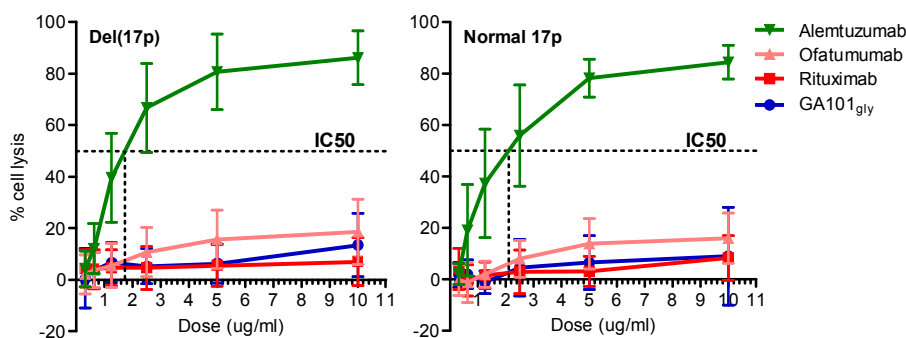 Del(17p)
100
80
60
40
20
0
-20
% cell lysis
IC50
1 2 3 4 5 6 7 8 9 10 11
Dose (ug/ml)
Normal 17p
100
80
60
40
20
0
-20
IC50
1 2 3 4 5 6 7 8 9 10 11
Dose (ug/ml)
Alemtuzumab
Ofatumumab
Rituximab
GA101gly